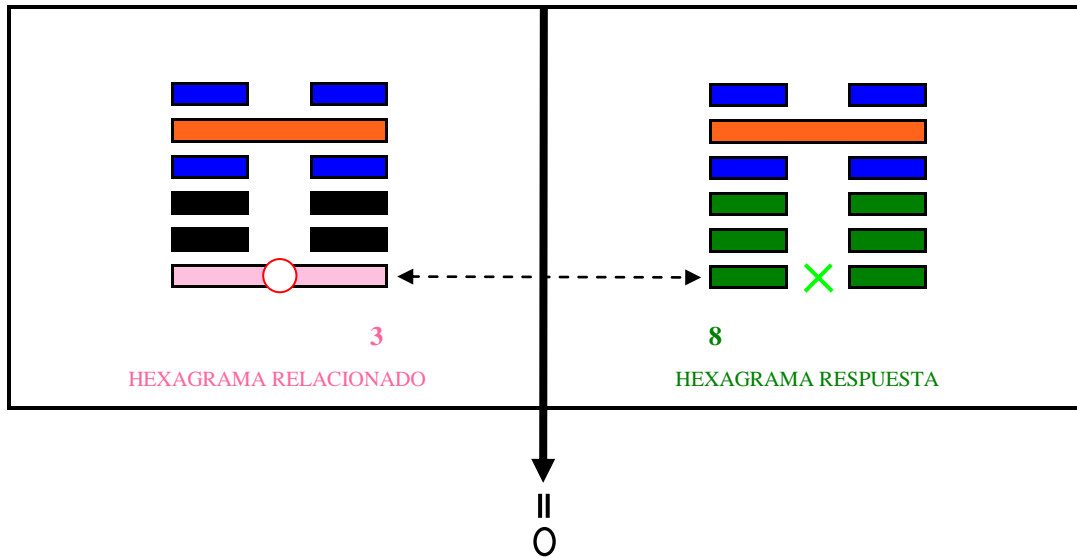 3
HEXAGRAMA RELACIONADO
8
HEXAGRAMA RESPUESTA
=
O